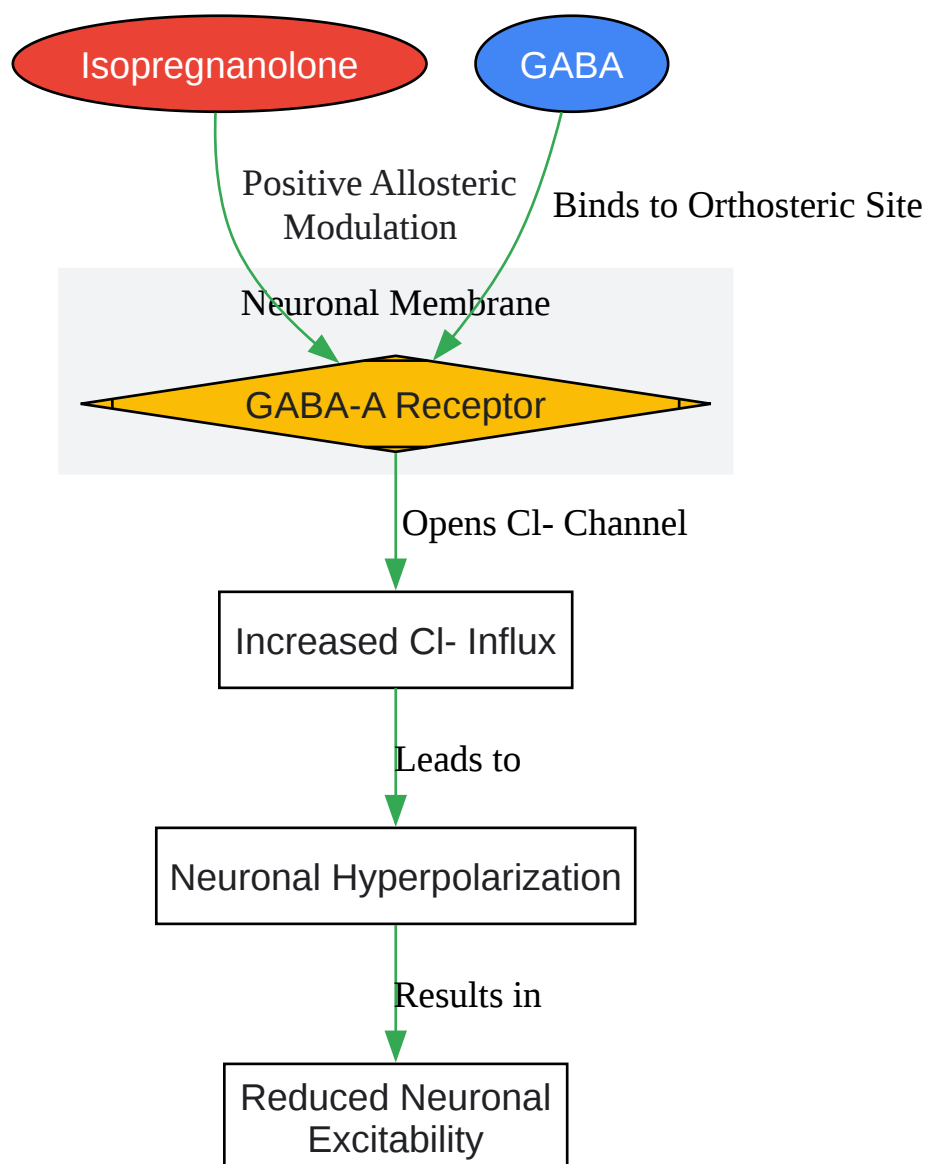 Isopregnanolone
GABA
Positive Allosteric
Modulation
Binds to Orthosteric Site
Neuronal Membrane
GABA-A Receptor
Opens Cl- Channel
Increased Cl- Influx
Leads to
Neuronal Hyperpolarization
Results in
Reduced Neuronal
Excitability